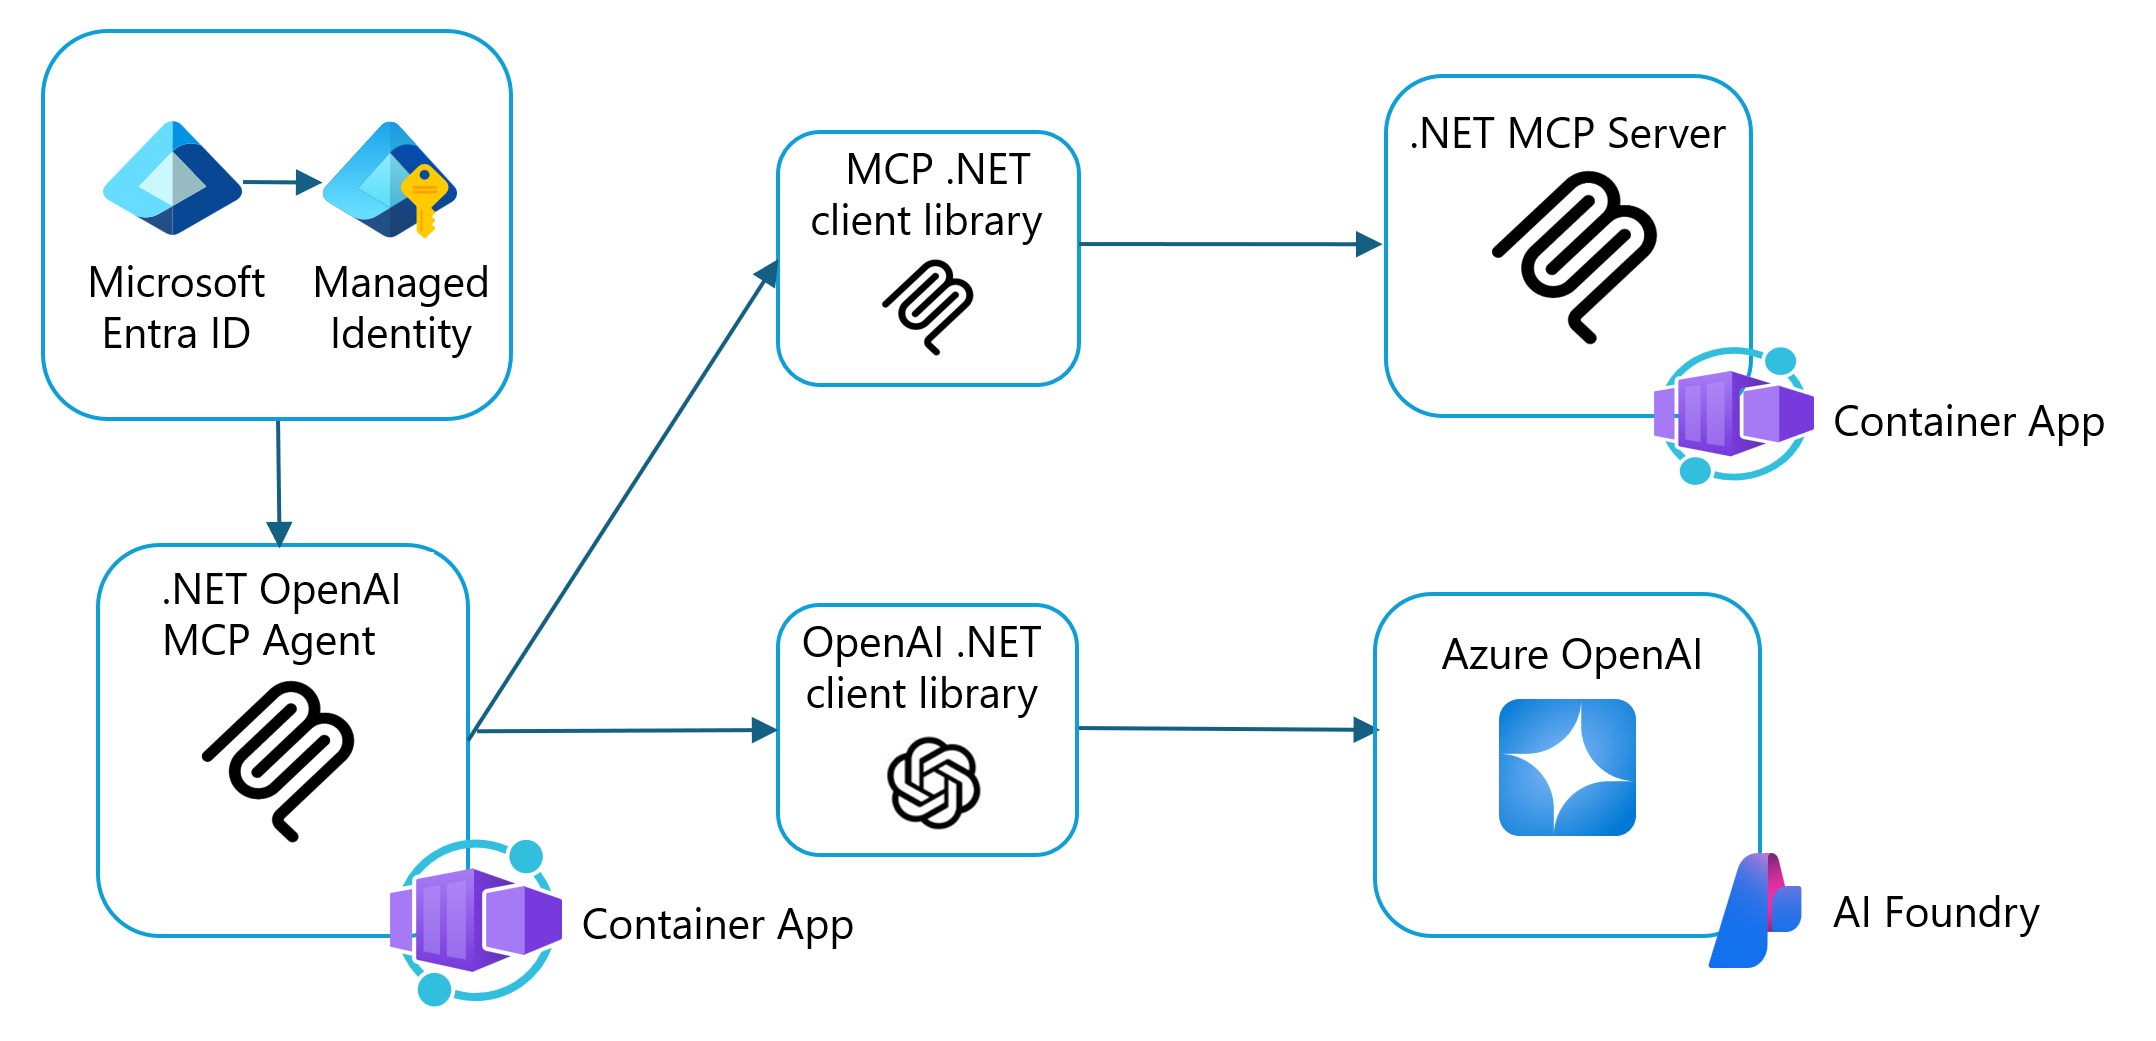 Microsoft
Entra ID
Managed
Identity
MCP .NET
client library
.NET MCP Server
Container App
.NET OpenAI
MCP Agent
Container App
OpenAI .NET
client library
Azure OpenAI
AI Foundry